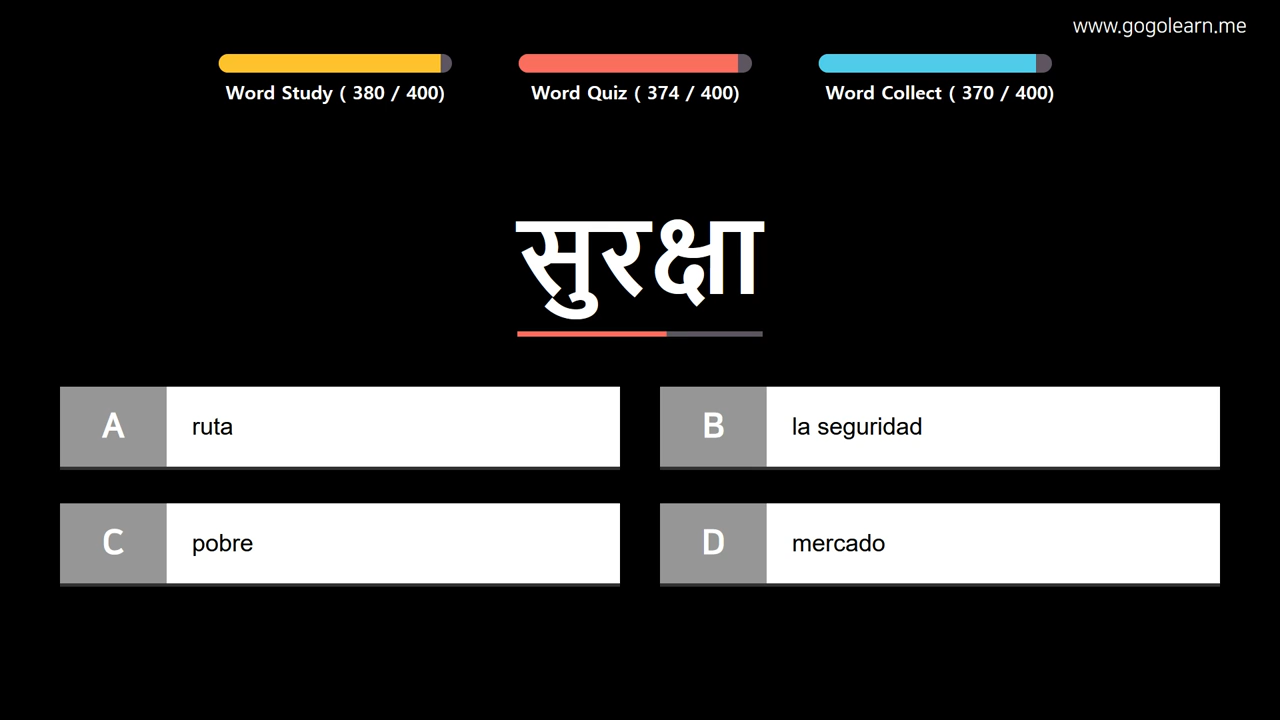 www.gogolearn.me
Word Study ( 380 / 400)
Word Quiz ( 374 / 400)
Word Collect ( 370 / 400)
सुरक्षा
A
ruta
B
la seguridad
C
pobre
D
mercado